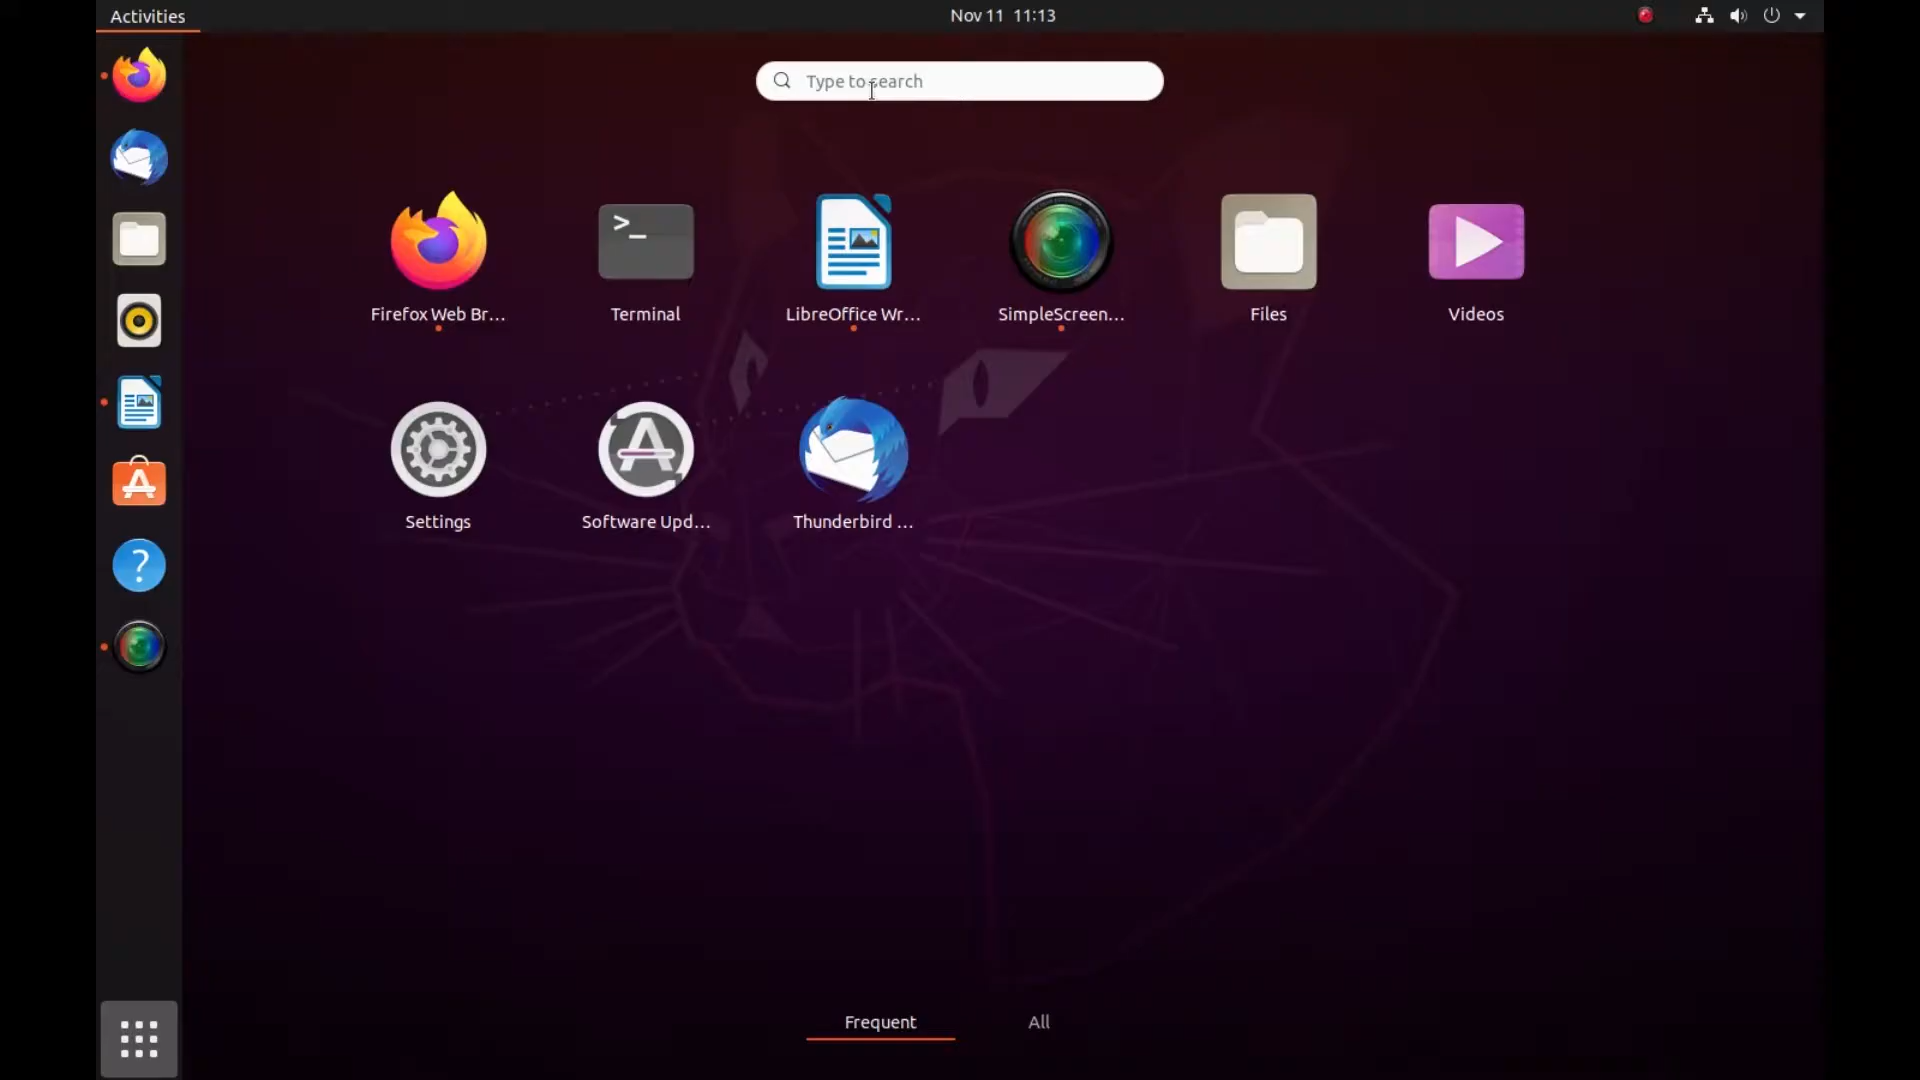 Activities
Nov 11 11:13
Type to search
Firefox Web Br...
Terminal
LibreOffice Wr...
SimpleScreen...
Files
Videos
Settings
Software Upd...
Thunderbird ...
Frequent
All